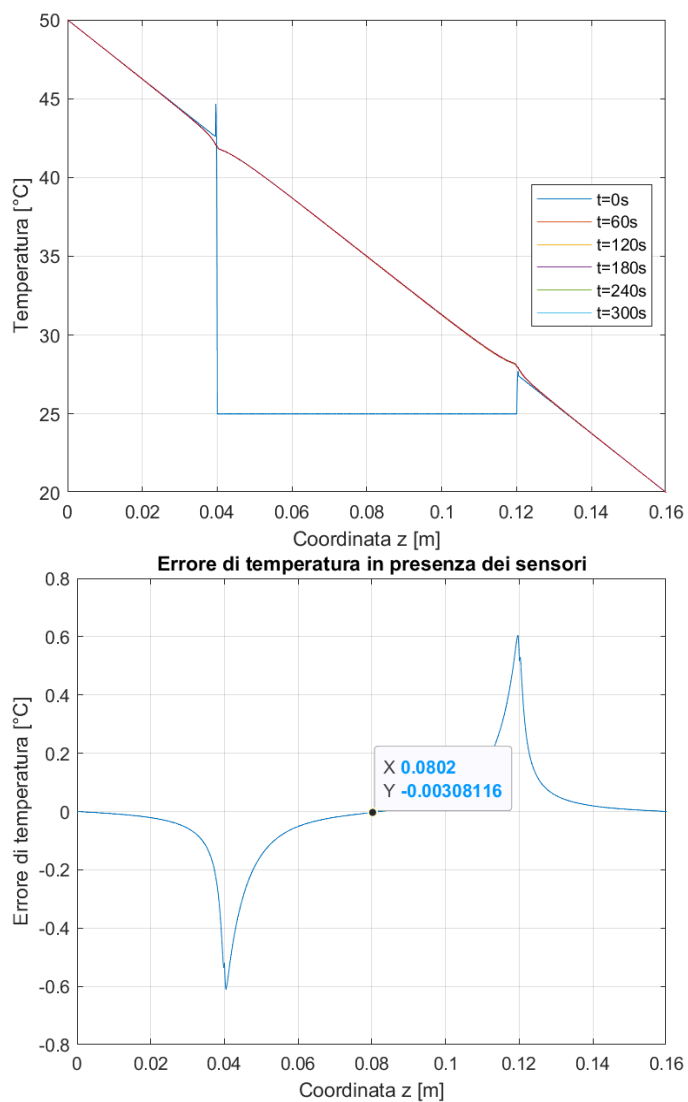 50
45
40
35
30
25
20
Temperatura [°C]
t=0s
t=60s
t=120s
t=180s
t=240s
t=300s
0 0.02 0.04 0.06 0.08 0.1 0.12 0.14 0.16
Coordinata z [m]
Errore di temperatura in presenza dei sensori
0.8
0.6
0.4
0.2
0
-0.2
-0.4
-0.6
-0.8
Errore di temperatura [°C]
X 0.0802
Y -0.00308116
0 0.02 0.04 0.06 0.08 0.1 0.12 0.14 0.16
Coordinata z [m]